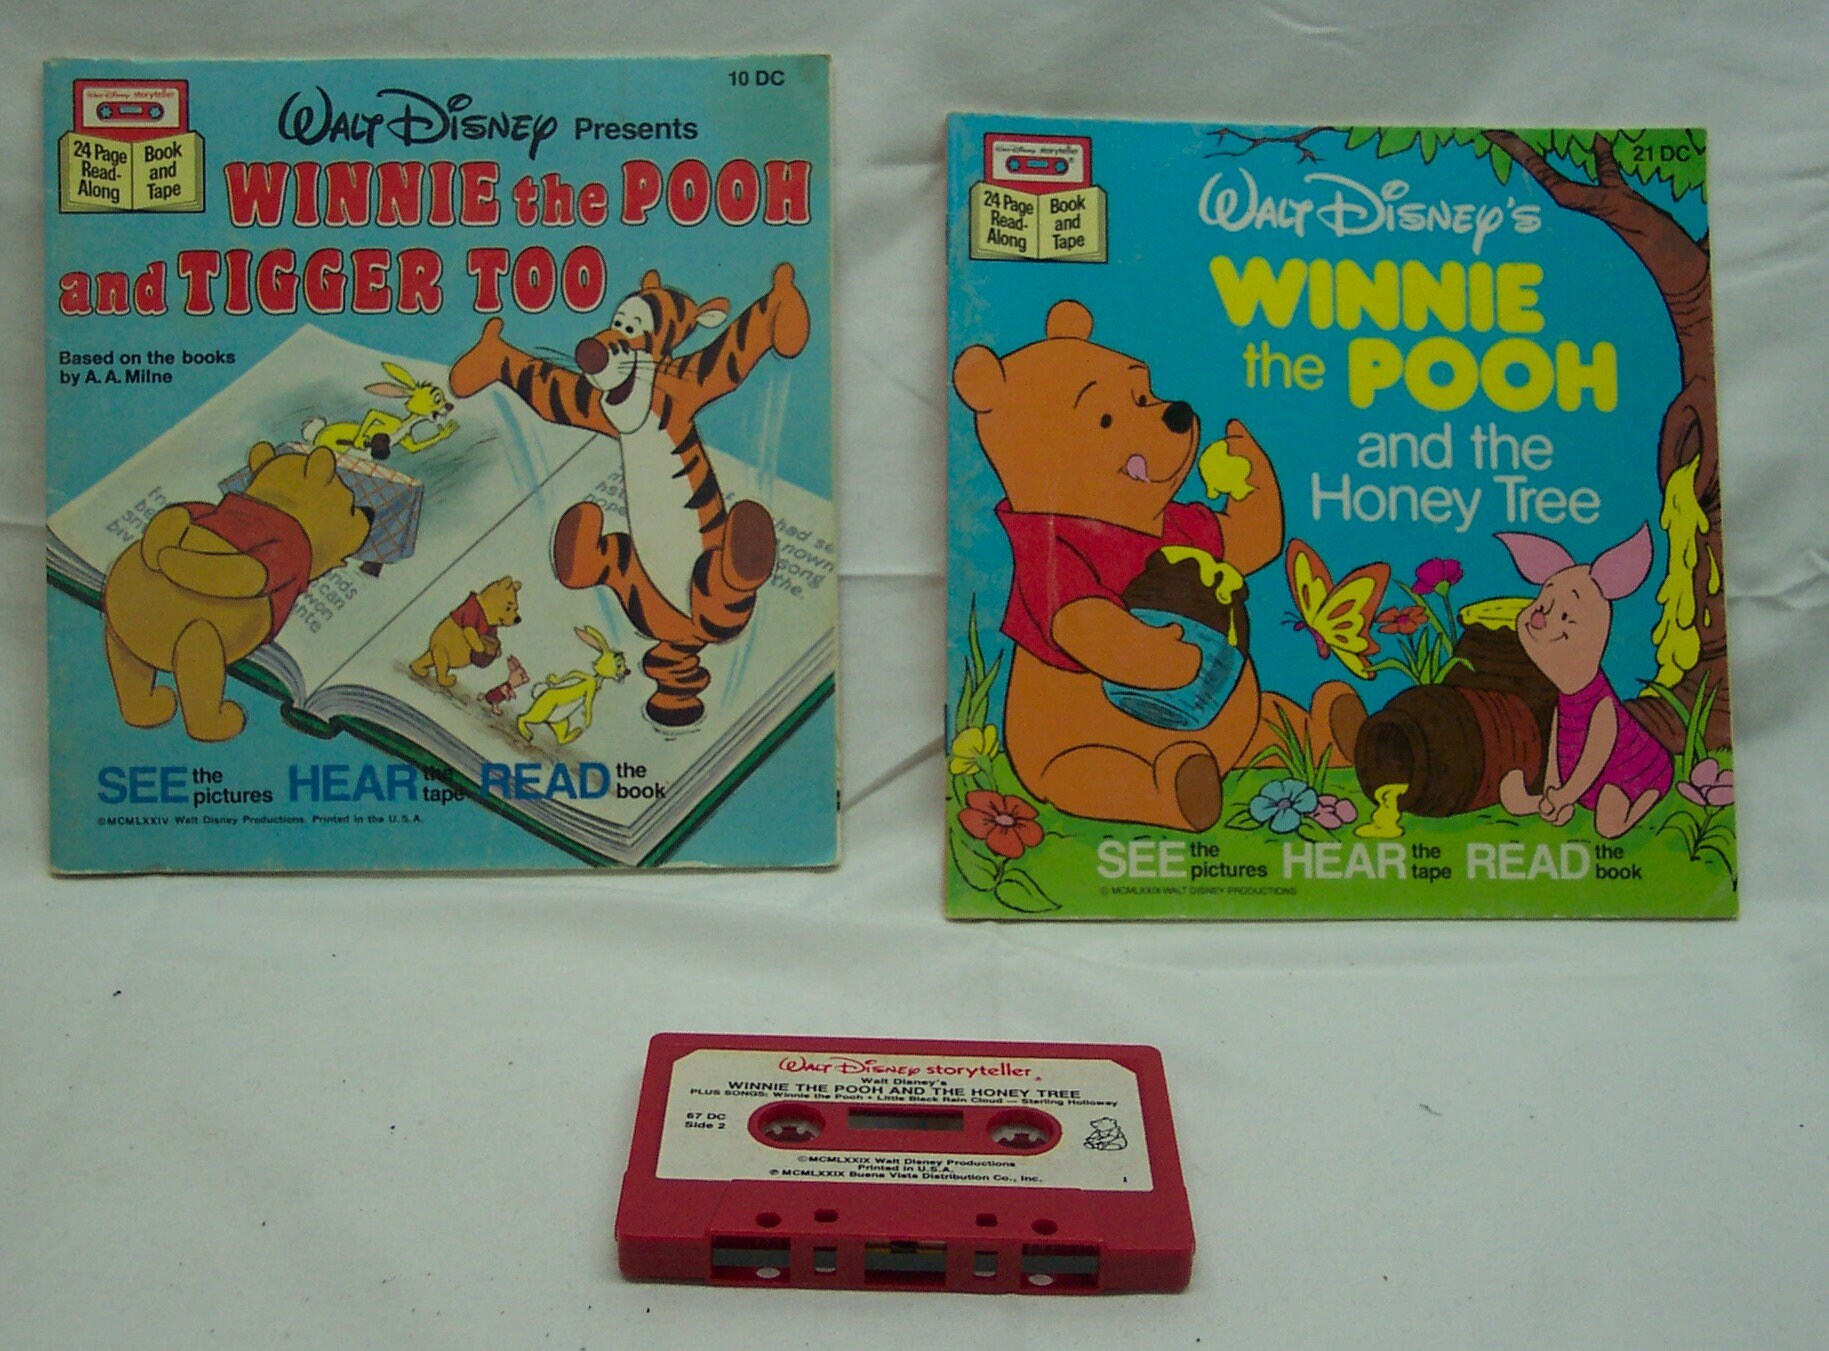 10 DC
Walt Disney storyteller
24 Page
Read-
Along
Book
and
Tape
Walt Disney Presents
WINNIE the POOH
and TIGGER TOO
Based on the books
by A. A. Milne
SEE the pictures HEAR the tape READ the book
©MCMLXXIV Walt Disney Productions. Printed in the U.S.A.
21 DC
Walt Disney storyteller
24 Page
Read-
Along
Book
and
Tape
Walt Disney's
WINNIE
the POOH
and the
Honey Tree
SEE the pictures HEAR the tape READ the book
© MCMLXXIX WALT DISNEY PRODUCTIONS
Walt Disney storyteller®
Walt Disney's
WINNIE THE POOH AND THE HONEY TREE
PLUS SONGS: Winnie the Pooh • Little Black Rain Cloud — Sterling Holloway
67 DC
Side 2
©MCMLXXIX Walt Disney Productions
Printed in U.S.A.
℗ MCMLXXIX Buena Vista Distribution Co., Inc.
1